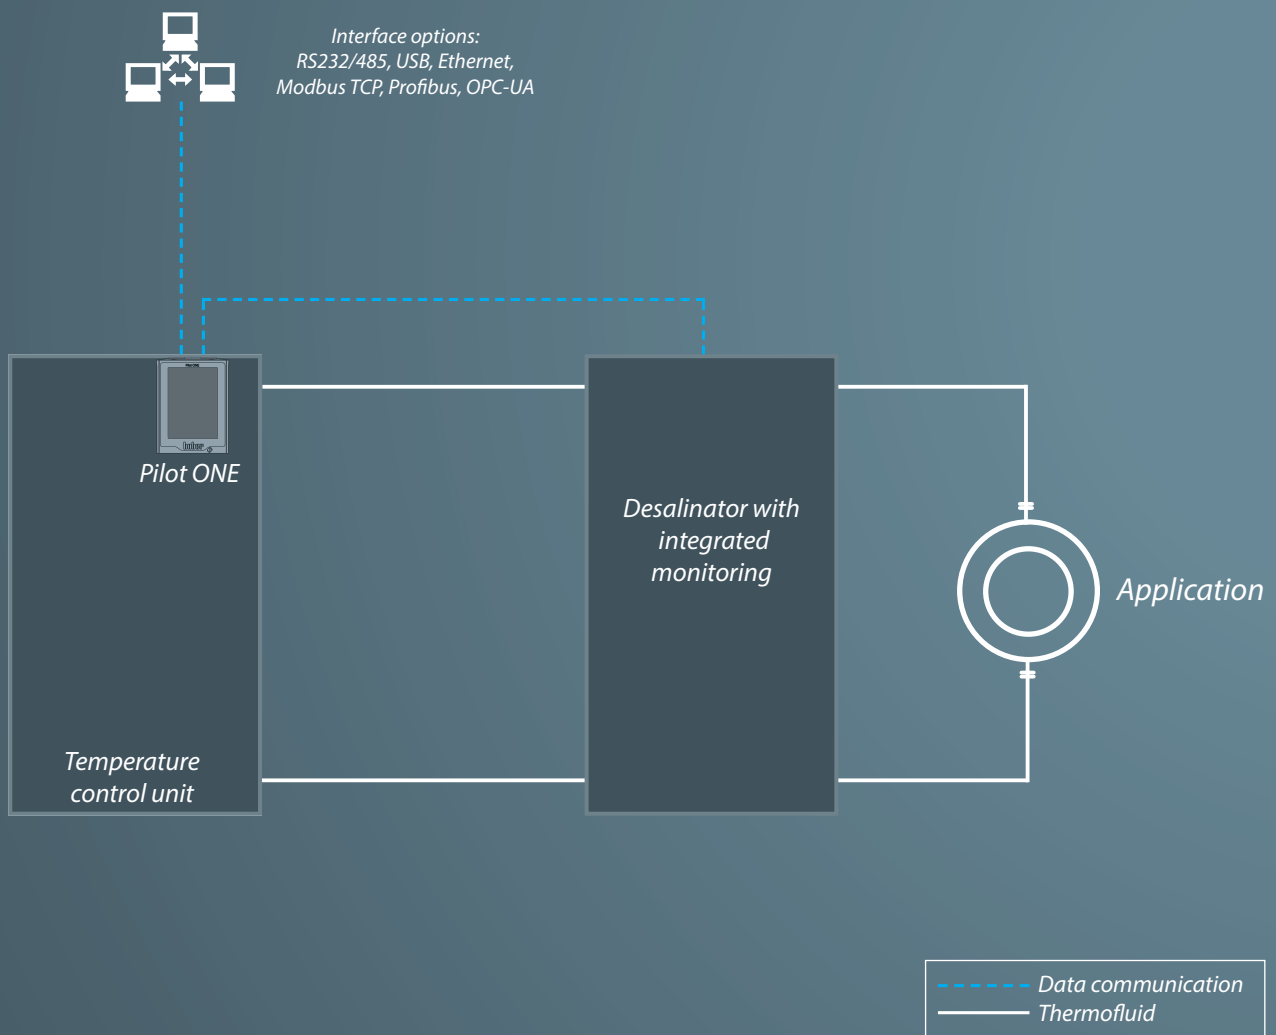 Interface options:
RS232/485, USB, Ethernet,
Modbus TCP, Profibus, OPC-UA
huber
Pilot ONE
Desalinator with
integrated
monitoring
Application
Temperature
control unit
Data communication
Thermofluid